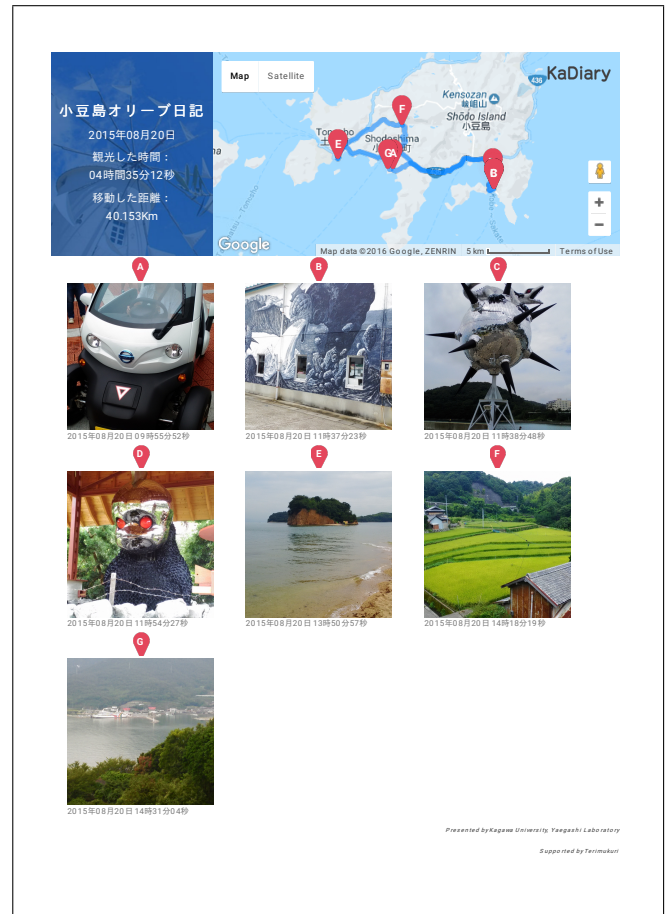 小豆島オリーブ日記
2015年08月20日
観光した時間：
04時間35分12秒
移動した距離：
40.153Km
Map Satellite
KaDiary
436
Kensozan
Shōdo Island
小豆島
Shodoshima
F
E
GA
B
+
−
Google
Map data ©2016 Google, ZENRIN 5 km Terms of Use
A B C
2015年08月20日 09時55分52秒 2015年08月20日 11時37分23秒 2015年08月20日 11時38分48秒
D E F
2015年08月20日 11時54分27秒 2015年08月20日 13時50分57秒 2015年08月20日 14時18分19秒
G
2015年08月20日 14時31分04秒
Presented by Kagawa University, Yaegashi Laboratory
Supported by Terimukuri